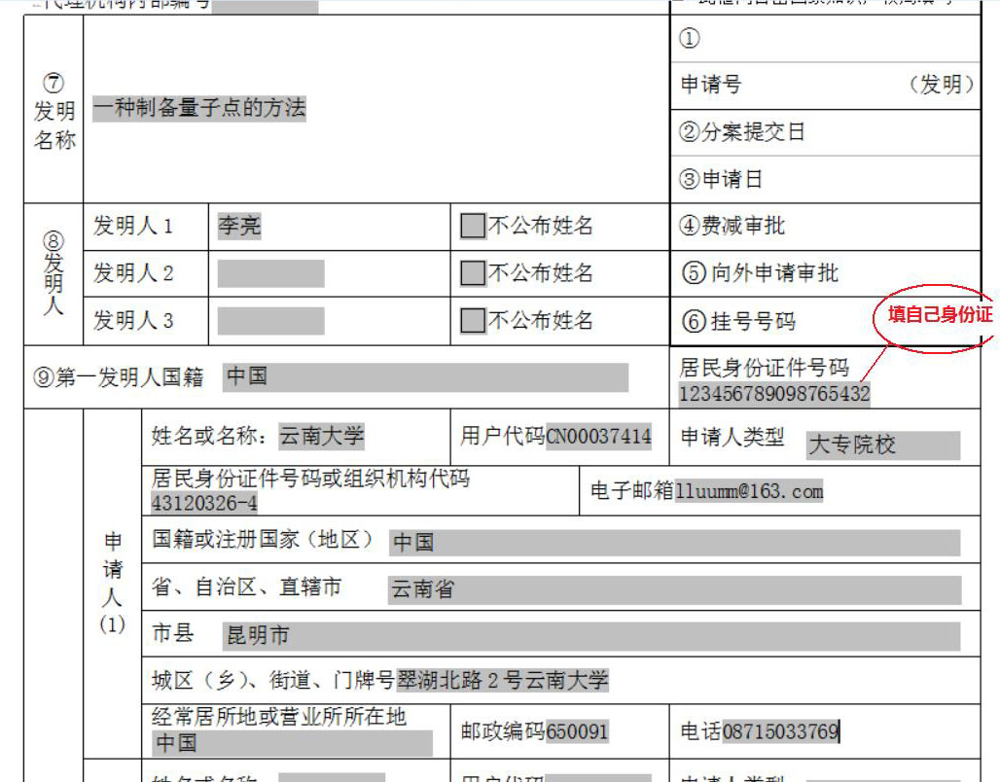 代理机构内部编号
①
⑦
发明
名称
一种制备量子点的方法
申请号 （发明）
②分案提交日
③申请日
⑧
发明人
发明人 1 李亮 不公布姓名
④费减审批
发明人 2 不公布姓名
⑤向外申请审批
发明人 3 不公布姓名
⑥挂号号码
填自己身份证
⑨第一发明人国籍 中国
居民身份证件号码
123456789098765432
申请人(1)
姓名或名称：云南大学 用户代码CN00037414 申请人类型 大专院校
居民身份证件号码或组织机构代码
43120326-4
电子邮箱lluumm@163.com
国籍或注册国家（地区） 中国
省、自治区、直辖市 云南省
市县 昆明市
城区（乡）、街道、门牌号翠湖北路 2 号云南大学
经常居所地或营业所所在地
中国
邮政编码650091
电话08715033769